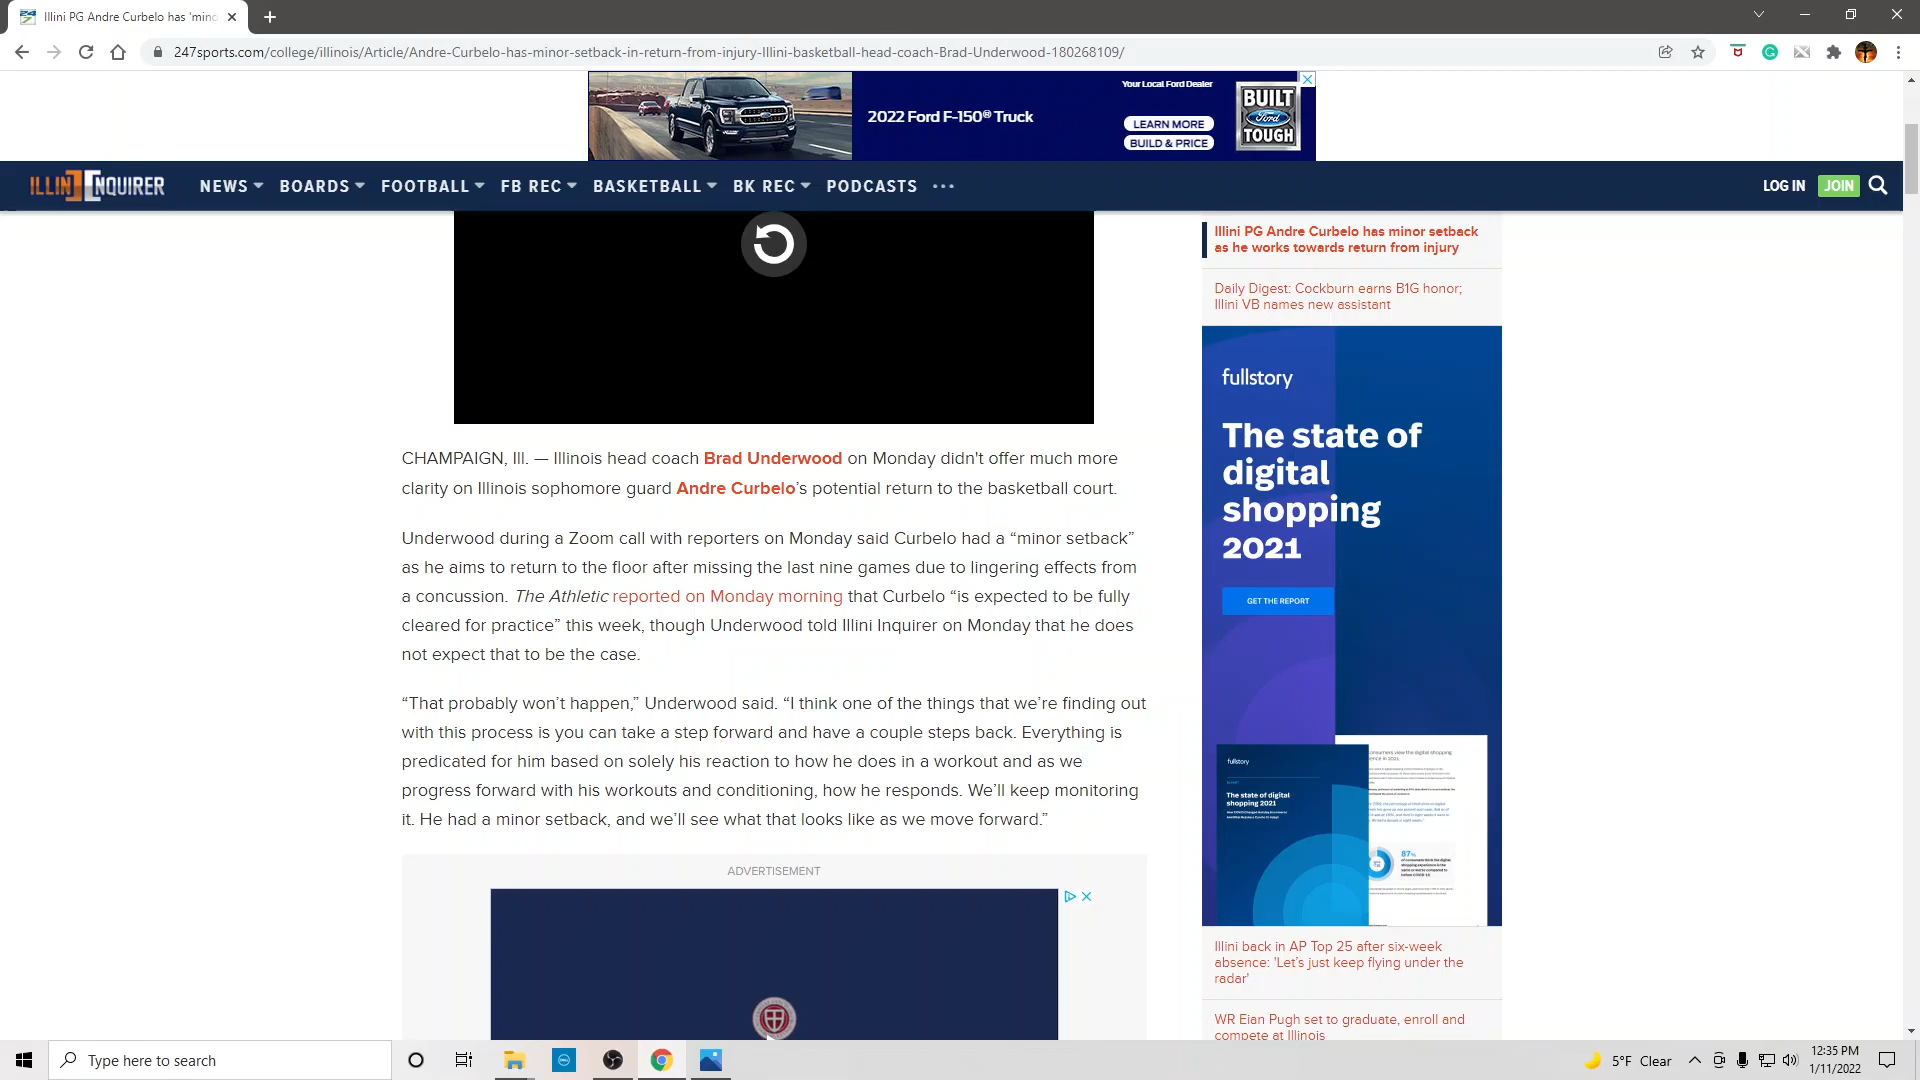 Illini PG Andre Curbelo has 'mino
247sports.com/college/illinois/Article/Andre-Curbelo-has-minor-setback-in-return-from-injury-Illini-basketball-head-coach-Brad-Underwood-180268109/
Your Local Ford Dealer
2022 Ford F-150® Truck
LEARN MORE
BUILD & PRICE
BUILT
Ford
TOUGH
ILLINI INQUIRER
NEWS BOARDS FOOTBALL FB REC BASKETBALL BK REC PODCASTS ••• LOG IN JOIN
CHAMPAIGN, Ill. — Illinois head coach Brad Underwood on Monday didn't offer much more
clarity on Illinois sophomore guard Andre Curbelo’s potential return to the basketball court.
Underwood during a Zoom call with reporters on Monday said Curbelo had a “minor setback”
as he aims to return to the floor after missing the last nine games due to lingering effects from
a concussion. The Athletic reported on Monday morning that Curbelo “is expected to be fully
cleared for practice” this week, though Underwood told Illini Inquirer on Monday that he does
not expect that to be the case.
“That probably won’t happen,” Underwood said. “I think one of the things that we’re finding out
with this process is you can take a step forward and have a couple steps back. Everything is
predicated for him based on solely his reaction to how he does in a workout and as we
progress forward with his workouts and conditioning, how he responds. We’ll keep monitoring
it. He had a minor setback, and we’ll see what that looks like as we move forward.”
ADVERTISEMENT
Illini PG Andre Curbelo has minor setback
as he works towards return from injury
Daily Digest: Cockburn earns B1G honor;
Illini VB names new assistant
fullstory
The state of
digital
shopping
2021
GET THE REPORT
fullstory
The state of digital
shopping 2021
87%
Illini back in AP Top 25 after six-week
absence: 'Let’s just keep flying under the
radar'
WR Eian Pugh set to graduate, enroll and
compete at Illinois
Type here to search
5°F Clear
12:35 PM
1/11/2022